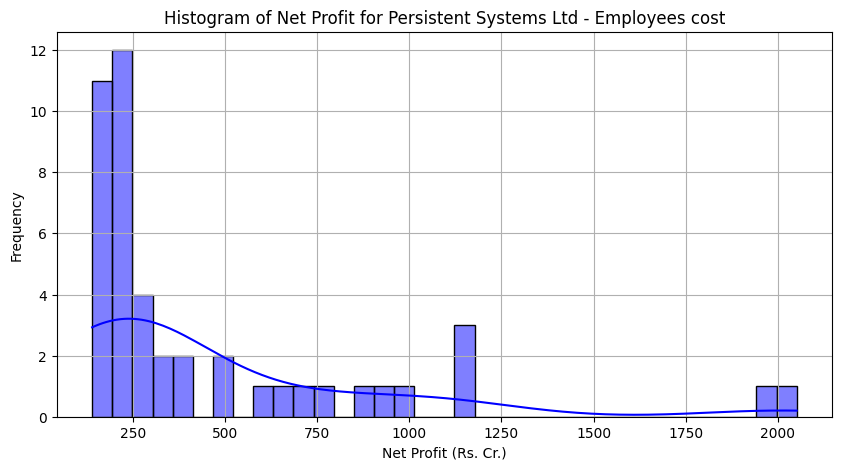 Histogram of Net Profit for Persistent Systems Ltd - Employees cost
12
10
8
6
4
2
0
Frequency
250 500 750 1000 1250 1500 1750 2000
Net Profit (Rs. Cr.)